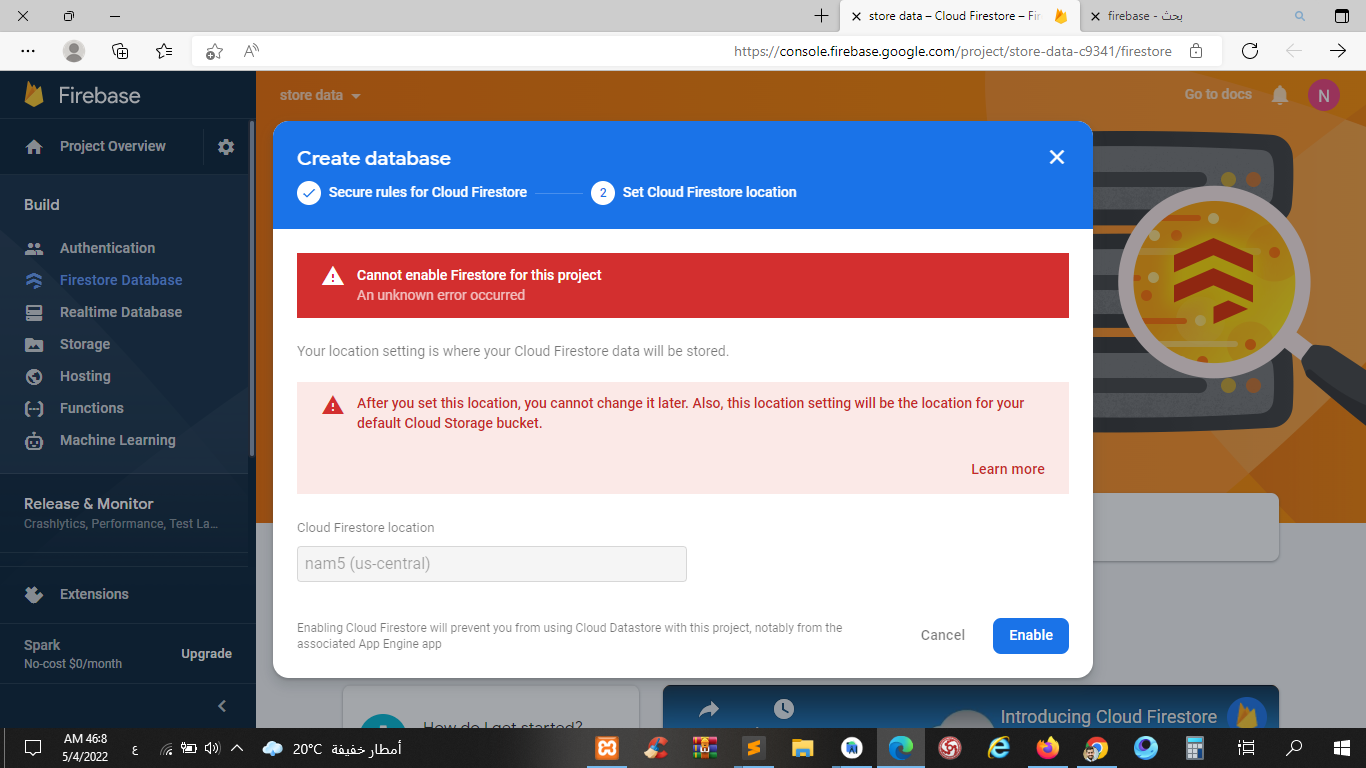 store data – Cloud Firestore – Fir
firebase - بحث
https://console.firebase.google.com/project/store-data-c9341/firestore
Firebase
store data
Go to docs
N
Project Overview
Build
Authentication
Firestore Database
Realtime Database
Storage
Hosting
Functions
Machine Learning
Release & Monitor
Crashlytics, Performance, Test La...
Extensions
Spark
No-cost $0/month
Upgrade
Create database
Secure rules for Cloud Firestore
2
Set Cloud Firestore location
Cannot enable Firestore for this project
An unknown error occurred
Your location setting is where your Cloud Firestore data will be stored.
After you set this location, you cannot change it later. Also, this location setting will be the location for your
default Cloud Storage bucket.
Learn more
Cloud Firestore location
nam5 (us-central)
Enabling Cloud Firestore will prevent you from using Cloud Datastore with this project, notably from the
associated App Engine app
Cancel
Enable
How do I get started?
Introducing Cloud Firestore
AM 46:8
5/4/2022
ع
20°C
أمطار خفيفة